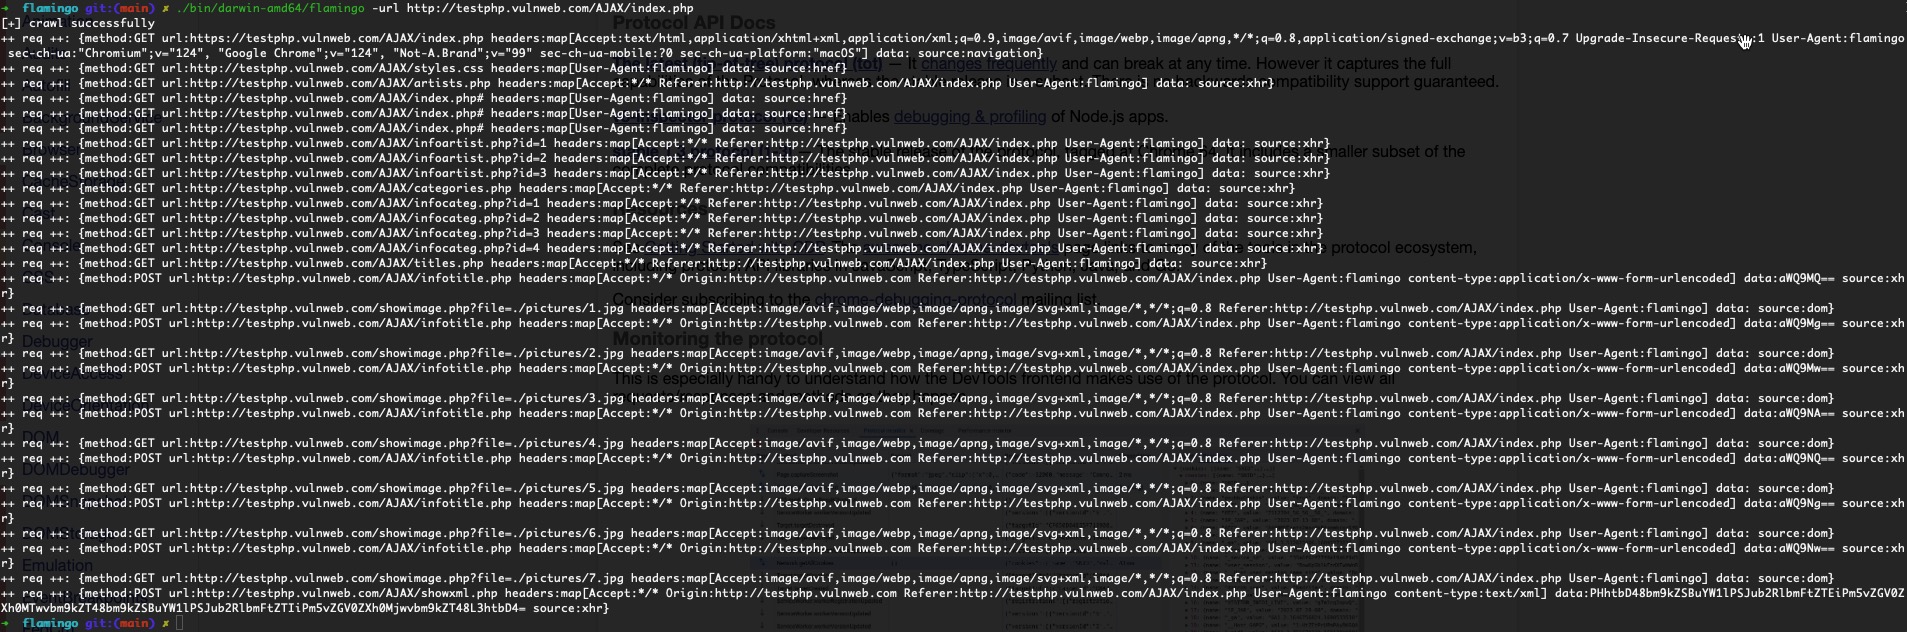 ➜ flamingo git:(main) ✗ ./bin/darwin-amd64/flamingo -url http://testphp.vulnweb.com/AJAX/index.php
[+] crawl successfully
++ req ++: {method:GET url:https://testphp.vulnweb.com/AJAX/index.php headers:map[Accept:text/html,application/xhtml+xml,application/xml;q=0.9,image/avif,image/webp,image/apng,*/*;q=0.8,application/signed-exchange;v=b3;q=0.7 Upgrade-Insecure-Requests:1 User-Agent:flamingo
sec-ch-ua:"Chromium";v="124", "Google Chrome";v="124", "Not-A.Brand";v="99" sec-ch-ua-mobile:?0 sec-ch-ua-platform:"macOS"] data: source:navigation}
++ req ++: {method:GET url:http://testphp.vulnweb.com/AJAX/styles.css headers:map[User-Agent:flamingo] data: source:href}
++ req ++: {method:GET url:http://testphp.vulnweb.com/AJAX/artists.php headers:map[Accept:*/* Referer:http://testphp.vulnweb.com/AJAX/index.php User-Agent:flamingo] data: source:xhr}
++ req ++: {method:GET url:http://testphp.vulnweb.com/AJAX/index.php# headers:map[User-Agent:flamingo] data: source:href}
++ req ++: {method:GET url:http://testphp.vulnweb.com/AJAX/index.php# headers:map[User-Agent:flamingo] data: source:href}
++ req ++: {method:GET url:http://testphp.vulnweb.com/AJAX/index.php# headers:map[User-Agent:flamingo] data: source:href}
++ req ++: {method:GET url:http://testphp.vulnweb.com/AJAX/infoartist.php?id=1 headers:map[Accept:*/* Referer:http://testphp.vulnweb.com/AJAX/index.php User-Agent:flamingo] data: source:xhr}
++ req ++: {method:GET url:http://testphp.vulnweb.com/AJAX/infoartist.php?id=2 headers:map[Accept:*/* Referer:http://testphp.vulnweb.com/AJAX/index.php User-Agent:flamingo] data: source:xhr}
++ req ++: {method:GET url:http://testphp.vulnweb.com/AJAX/infoartist.php?id=3 headers:map[Accept:*/* Referer:http://testphp.vulnweb.com/AJAX/index.php User-Agent:flamingo] data: source:xhr}
++ req ++: {method:GET url:http://testphp.vulnweb.com/AJAX/categories.php headers:map[Accept:*/* Referer:http://testphp.vulnweb.com/AJAX/index.php User-Agent:flamingo] data: source:xhr}
++ req ++: {method:GET url:http://testphp.vulnweb.com/AJAX/infocateg.php?id=1 headers:map[Accept:*/* Referer:http://testphp.vulnweb.com/AJAX/index.php User-Agent:flamingo] data: source:xhr}
++ req ++: {method:GET url:http://testphp.vulnweb.com/AJAX/infocateg.php?id=2 headers:map[Accept:*/* Referer:http://testphp.vulnweb.com/AJAX/index.php User-Agent:flamingo] data: source:xhr}
++ req ++: {method:GET url:http://testphp.vulnweb.com/AJAX/infocateg.php?id=3 headers:map[Accept:*/* Referer:http://testphp.vulnweb.com/AJAX/index.php User-Agent:flamingo] data: source:xhr}
++ req ++: {method:GET url:http://testphp.vulnweb.com/AJAX/infocateg.php?id=4 headers:map[Accept:*/* Referer:http://testphp.vulnweb.com/AJAX/index.php User-Agent:flamingo] data: source:xhr}
++ req ++: {method:GET url:http://testphp.vulnweb.com/AJAX/titles.php headers:map[Accept:*/* Referer:http://testphp.vulnweb.com/AJAX/index.php User-Agent:flamingo] data: source:xhr}
++ req ++: {method:POST url:http://testphp.vulnweb.com/AJAX/infotitle.php headers:map[Accept:*/* Origin:http://testphp.vulnweb.com Referer:http://testphp.vulnweb.com/AJAX/index.php User-Agent:flamingo content-type:application/x-www-form-urlencoded] data:aWQ9MQ== source:xh
r}
++ req ++: {method:GET url:http://testphp.vulnweb.com/showimage.php?file=./pictures/1.jpg headers:map[Accept:image/avif,image/webp,image/apng,image/svg+xml,image/*,*/*;q=0.8 Referer:http://testphp.vulnweb.com/AJAX/index.php User-Agent:flamingo] data: source:dom}
++ req ++: {method:POST url:http://testphp.vulnweb.com/AJAX/infotitle.php headers:map[Accept:*/* Origin:http://testphp.vulnweb.com Referer:http://testphp.vulnweb.com/AJAX/index.php User-Agent:flamingo content-type:application/x-www-form-urlencoded] data:aWQ9Mg== source:xh
r}
++ req ++: {method:GET url:http://testphp.vulnweb.com/showimage.php?file=./pictures/2.jpg headers:map[Accept:image/avif,image/webp,image/apng,image/svg+xml,image/*,*/*;q=0.8 Referer:http://testphp.vulnweb.com/AJAX/index.php User-Agent:flamingo] data: source:dom}
++ req ++: {method:POST url:http://testphp.vulnweb.com/AJAX/infotitle.php headers:map[Accept:*/* Origin:http://testphp.vulnweb.com Referer:http://testphp.vulnweb.com/AJAX/index.php User-Agent:flamingo content-type:application/x-www-form-urlencoded] data:aWQ9Mw== source:xh
r}
++ req ++: {method:GET url:http://testphp.vulnweb.com/showimage.php?file=./pictures/3.jpg headers:map[Accept:image/avif,image/webp,image/apng,image/svg+xml,image/*,*/*;q=0.8 Referer:http://testphp.vulnweb.com/AJAX/index.php User-Agent:flamingo] data: source:dom}
++ req ++: {method:POST url:http://testphp.vulnweb.com/AJAX/infotitle.php headers:map[Accept:*/* Origin:http://testphp.vulnweb.com Referer:http://testphp.vulnweb.com/AJAX/index.php User-Agent:flamingo content-type:application/x-www-form-urlencoded] data:aWQ9NA== source:xh
r}
++ req ++: {method:GET url:http://testphp.vulnweb.com/showimage.php?file=./pictures/4.jpg headers:map[Accept:image/avif,image/webp,image/apng,image/svg+xml,image/*,*/*;q=0.8 Referer:http://testphp.vulnweb.com/AJAX/index.php User-Agent:flamingo] data: source:dom}
++ req ++: {method:POST url:http://testphp.vulnweb.com/AJAX/infotitle.php headers:map[Accept:*/* Origin:http://testphp.vulnweb.com Referer:http://testphp.vulnweb.com/AJAX/index.php User-Agent:flamingo content-type:application/x-www-form-urlencoded] data:aWQ9NQ== source:xh
r}
++ req ++: {method:GET url:http://testphp.vulnweb.com/showimage.php?file=./pictures/5.jpg headers:map[Accept:image/avif,image/webp,image/apng,image/svg+xml,image/*,*/*;q=0.8 Referer:http://testphp.vulnweb.com/AJAX/index.php User-Agent:flamingo] data: source:dom}
++ req ++: {method:POST url:http://testphp.vulnweb.com/AJAX/infotitle.php headers:map[Accept:*/* Origin:http://testphp.vulnweb.com Referer:http://testphp.vulnweb.com/AJAX/index.php User-Agent:flamingo content-type:application/x-www-form-urlencoded] data:aWQ9Ng== source:xh
r}
++ req ++: {method:GET url:http://testphp.vulnweb.com/showimage.php?file=./pictures/6.jpg headers:map[Accept:image/avif,image/webp,image/apng,image/svg+xml,image/*,*/*;q=0.8 Referer:http://testphp.vulnweb.com/AJAX/index.php User-Agent:flamingo] data: source:dom}
++ req ++: {method:POST url:http://testphp.vulnweb.com/AJAX/infotitle.php headers:map[Accept:*/* Origin:http://testphp.vulnweb.com Referer:http://testphp.vulnweb.com/AJAX/index.php User-Agent:flamingo content-type:application/x-www-form-urlencoded] data:aWQ9Nw== source:xh
r}
++ req ++: {method:GET url:http://testphp.vulnweb.com/showimage.php?file=./pictures/7.jpg headers:map[Accept:image/avif,image/webp,image/apng,image/svg+xml,image/*,*/*;q=0.8 Referer:http://testphp.vulnweb.com/AJAX/index.php User-Agent:flamingo] data: source:dom}
++ req ++: {method:POST url:http://testphp.vulnweb.com/AJAX/showxml.php headers:map[Accept:*/* Origin:http://testphp.vulnweb.com Referer:http://testphp.vulnweb.com/AJAX/index.php User-Agent:flamingo content-type:text/xml] data:PHhtbD48bm9kZSBuYW1lPSJub2RlbmFtZTEiPm5vZGV0Z
Xh0MTwvbm9kZT48bm9kZSBuYW1lPSJub2RlbmFtZTIiPm5vZGV0ZXh0Mjwvbm9kZT48L3htbD4= source:xhr}
➜ flamingo git:(main) ✗